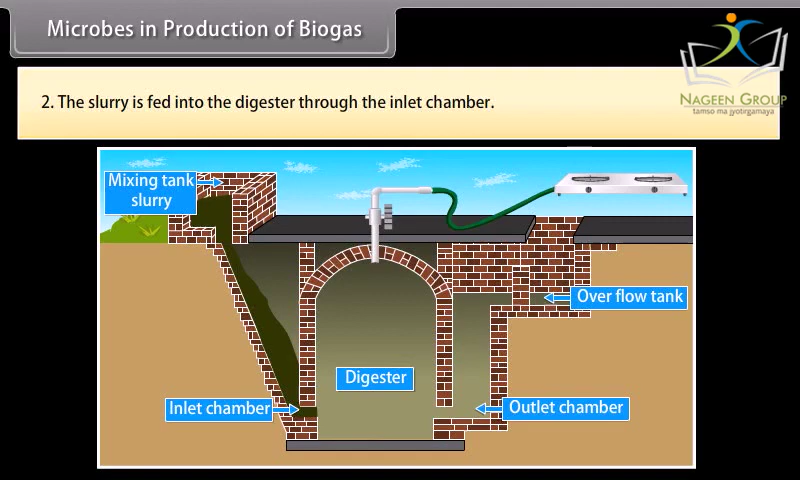 Microbes in Production of Biogas
NAGEEN GROUP
tamso ma jyotirgamaya
2. The slurry is fed into the digester through the inlet chamber.
Mixing tank
slurry
Over flow tank
Digester
Inlet chamber
Outlet chamber